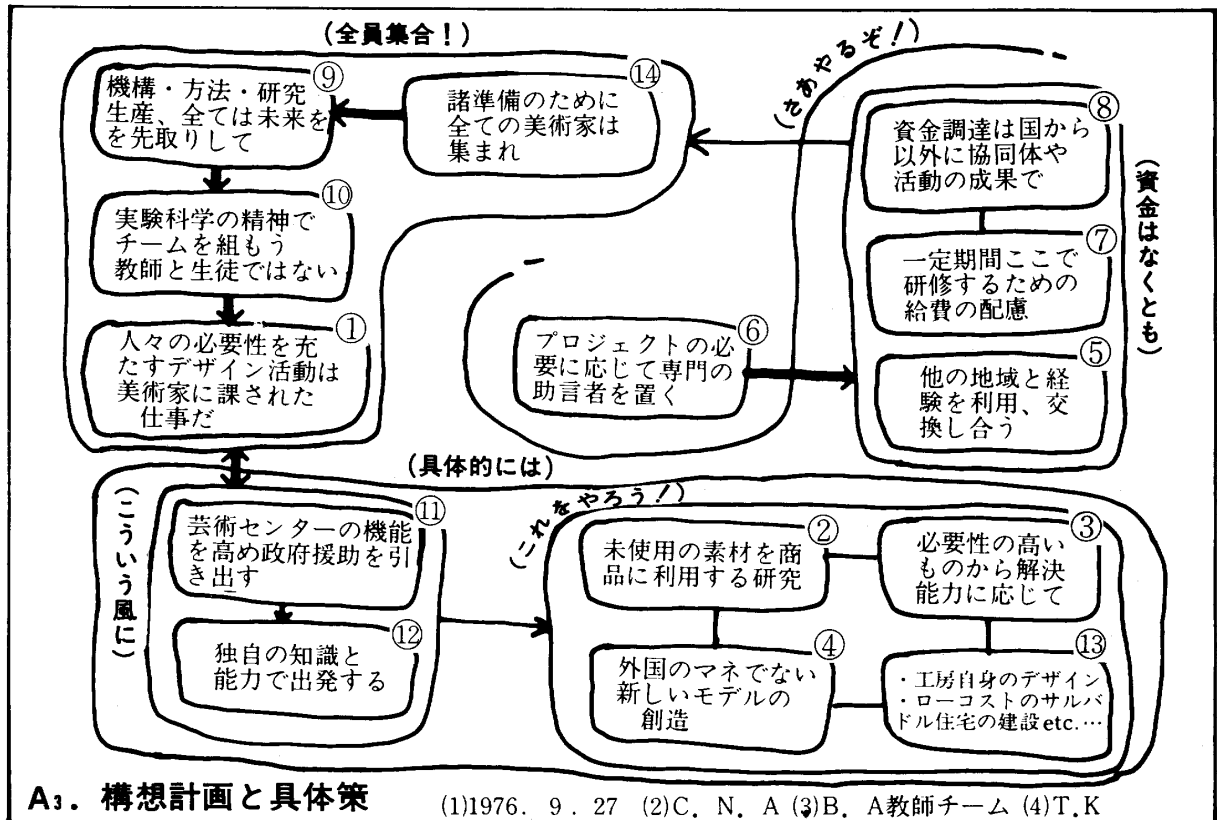 (全員集合!)
⑨
機構・方法・研究
生産、全ては未来を
を先取りして
⑭
諸準備のために
全ての美術家は
集まれ
⑩
実験科学の精神で
チームを組もう
教師と生徒ではない
①
人々の必要性を充
たすデザイン活動は
美術家に課された
仕事だ
(さあやるぞ!)
⑥
プロジェクトの必
要に応じて専門の
助言者を置く
(資金はなくとも)
⑧
資金調達は国から
以外に協同体や
活動の成果で
⑦
一定期間ここで
研修するための
給費の配慮
⑤
他の地域と経
験を利用、交
換し合う
(具体的には)
(こういう風に)
⑪
芸術センターの機能
を高め政府援助を引
き出す
⑫
独自の知識と
能力で出発する
(これをやろう!)
②
未使用の素材を商
品に利用する研究
③
必要性の高い
ものから解決
能力に応じて
④
外国のマネでない
新しいモデルの
創造
⑬
・工房自身のデザイン
・ローコストのサルバ
ドル住宅の建設etc.…
A3. 構想計画と具体策
(1)1976. 9. 27 (2)C. N. A (3)B. A教師チーム (4)T.K